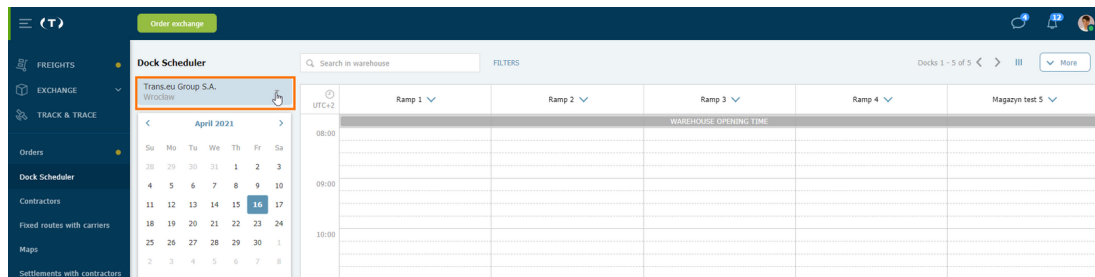 (T)
Order exchange
4
12
FREIGHTS
EXCHANGE
TRACK & TRACE
Orders
Dock Scheduler
Contractors
Fixed routes with carriers
Maps
Settlements with contractors
Dock Scheduler
Trans.eu Group S.A.
Wrocław
April 2021
Su Mo Tu We Th Fr Sa
28 29 30 31 1 2 3
4 5 6 7 8 9 10
11 12 13 14 15 16 17
18 19 20 21 22 23 24
25 26 27 28 29 30 1
2 3 4 5 6 7 8
Search in warehouse
FILTERS
Docks 1 - 5 of 5
More
UTC+2
Ramp 1
Ramp 2
Ramp 3
Ramp 4
Magazyn test 5
WAREHOUSE OPENING TIME
08:00
09:00
10:00